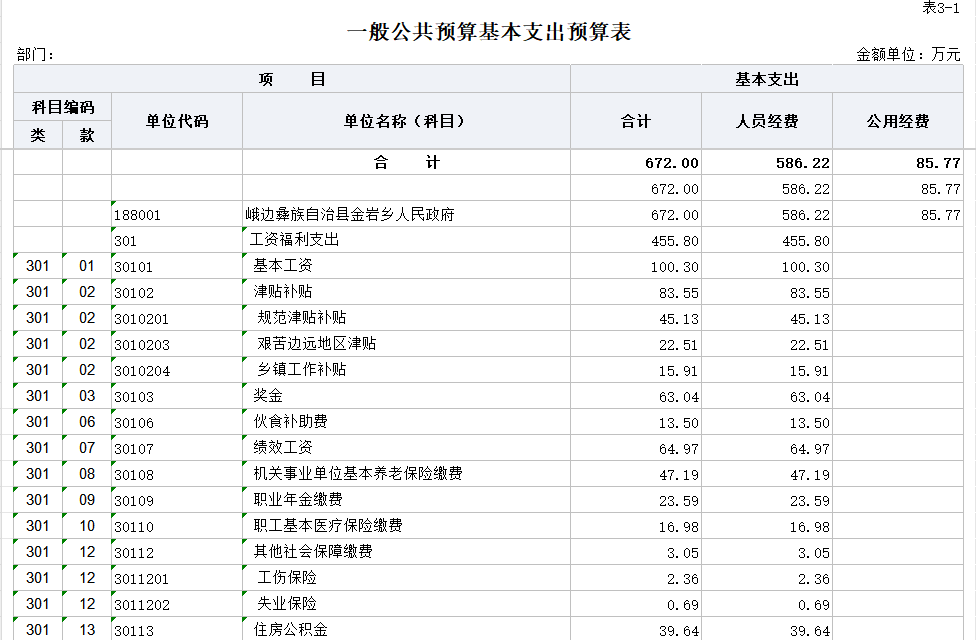 表3-1
一般公共预算基本支出预算表
部门： 金额单位：万元
项 目 基本支出
科目编码 单位代码 单位名称（科目） 合计 人员经费 公用经费
类 款
合 计 672.00 586.22 85.77
672.00 586.22 85.77
188001 峨边彝族自治县金岩乡人民政府 672.00 586.22 85.77
301 工资福利支出 455.80 455.80
301 01 30101 基本工资 100.30 100.30
301 02 30102 津贴补贴 83.55 83.55
301 02 3010201 规范津贴补贴 45.13 45.13
301 02 3010203 艰苦边远地区津贴 22.51 22.51
301 02 3010204 乡镇工作补贴 15.91 15.91
301 03 30103 奖金 63.04 63.04
301 06 30106 伙食补助费 13.50 13.50
301 07 30107 绩效工资 64.97 64.97
301 08 30108 机关事业单位基本养老保险缴费 47.19 47.19
301 09 30109 职业年金缴费 23.59 23.59
301 10 30110 职工基本医疗保险缴费 16.98 16.98
301 12 30112 其他社会保障缴费 3.05 3.05
301 12 3011201 工伤保险 2.36 2.36
301 12 3011202 失业保险 0.69 0.69
301 13 30113 住房公积金 39.64 39.64